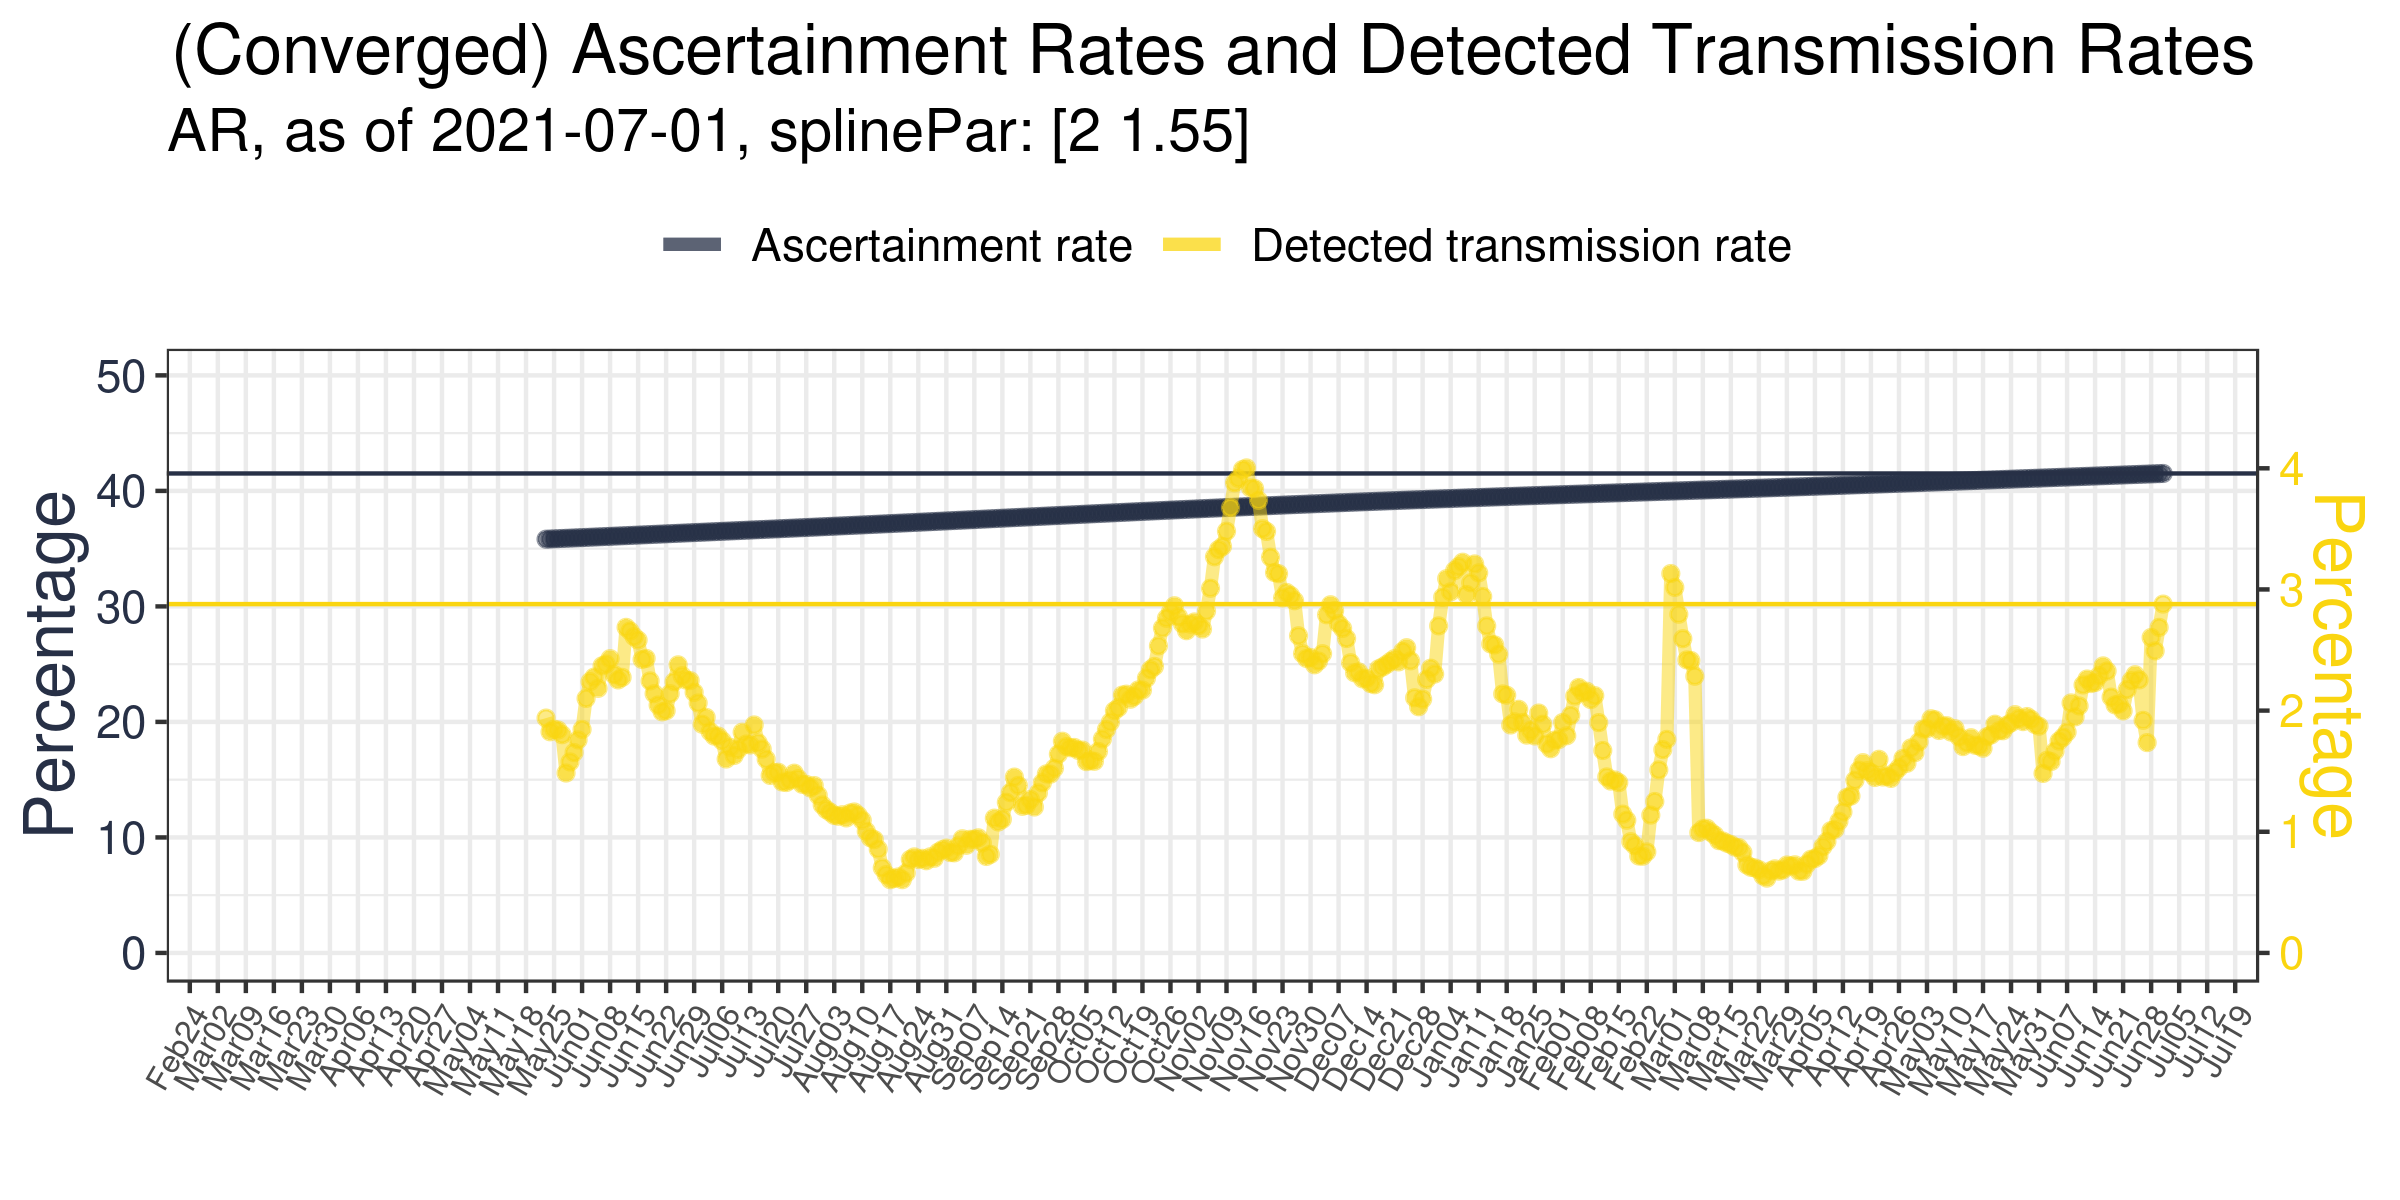 (Converged) Ascertainment Rates and Detected Transmission Rates
AR, as of 2021-07-01, splinePar: [2 1.55]
Ascertainment rate
Detected transmission rate
Percentage
50
40
30
20
10
0
4
3
2
1
0
Percentage
Feb24
Mar02
Mar09
Mar16
Mar23
Mar30
Apr06
Apr13
Apr20
Apr27
May04
May11
May18
May25
Jun01
Jun08
Jun15
Jun22
Jun29
Jul06
Jul13
Jul20
Jul27
Aug03
Aug10
Aug17
Aug24
Aug31
Sep07
Sep14
Sep21
Sep28
Oct05
Oct12
Oct19
Oct26
Nov02
Nov09
Nov16
Nov23
Nov30
Dec07
Dec14
Dec21
Dec28
Jan04
Jan11
Jan18
Jan25
Feb01
Feb08
Feb15
Feb22
Mar01
Mar08
Mar15
Mar22
Mar29
Apr05
Apr12
Apr19
Apr26
May03
May10
May17
May24
May31
Jun07
Jun14
Jun21
Jun28
Jul05
Jul12
Jul19